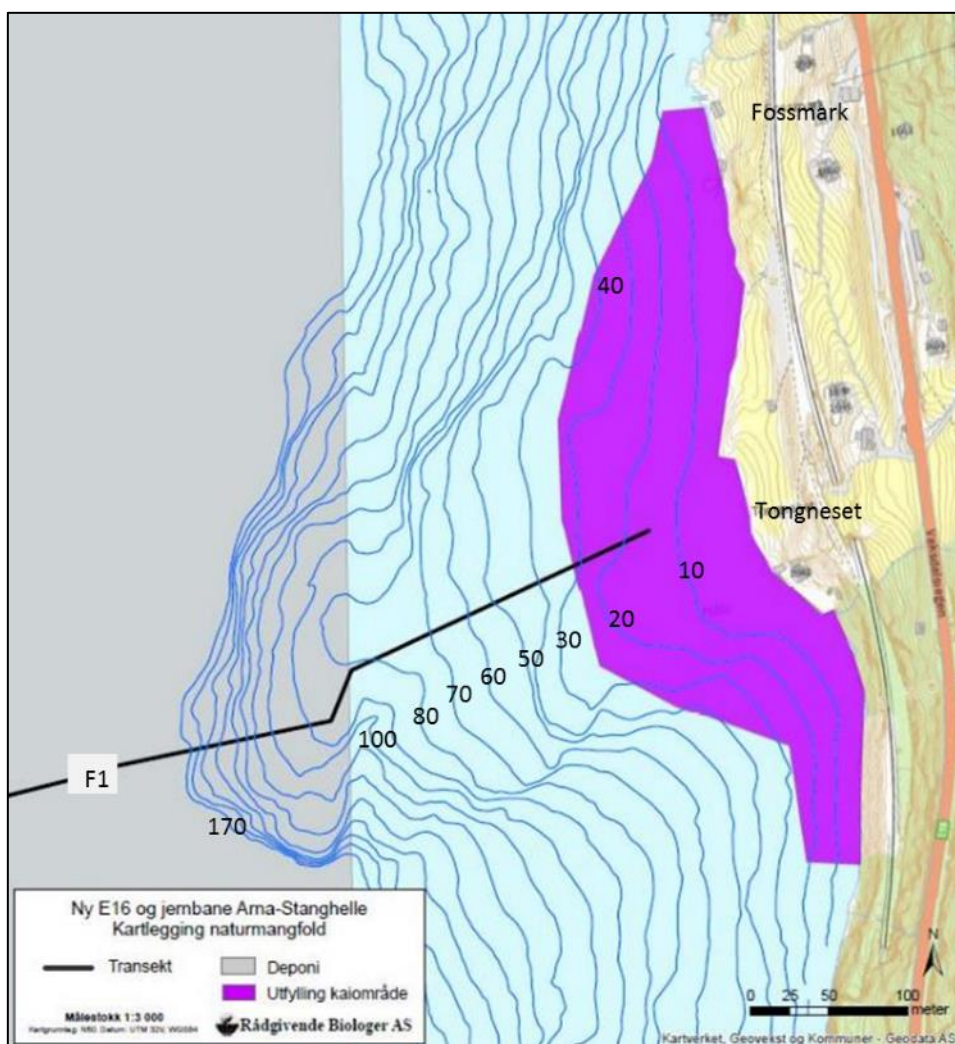 Fossmark
40
Tongneset
10
20
30
50
60
70
80
100
F1
170
Ny E16 og jernbane Arna-Stanghelle
Kartlegging naturmangfold
Transekt
Deponi
Utfylling kaiområde
Målestokk 1:3 000
Rådgivende Biologer AS
N
0 25 50 100
meter
Kartverket, Geovekst og Kommuner - Geodata AS